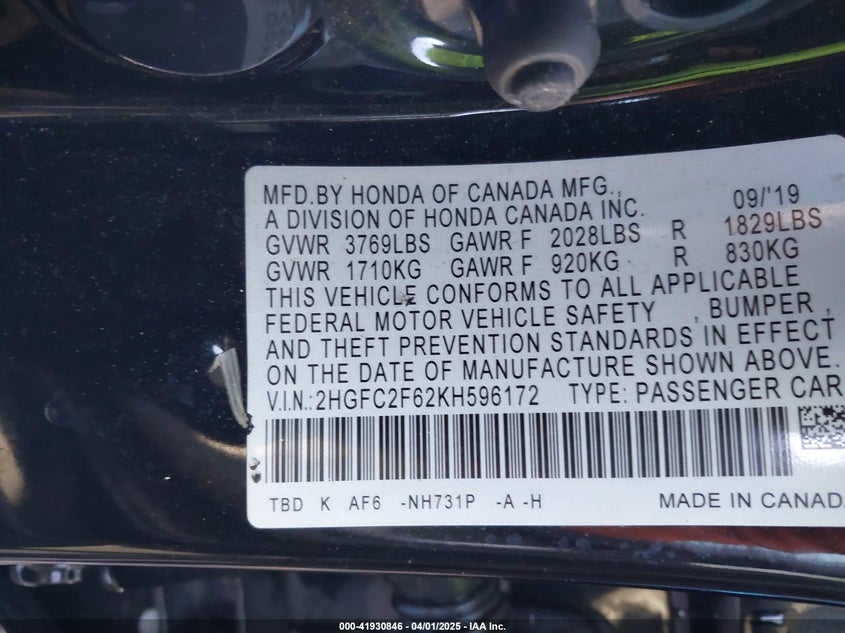 MFD.BY HONDA OF CANADA MFG., 09/'19
A DIVISION OF HONDA CANADA INC.
GVWR 3769LBS GAWR F 2028LBS R 1829LBS
GVWR 1710KG GAWR F 920KG R 830KG
THIS VEHICLE CONFORMS TO ALL APPLICABLE
FEDERAL MOTOR VEHICLE SAFETY , BUMPER ,
AND THEFT PREVENTION STANDARDS IN EFFECT
ON THE DATE OF MANUFACTURE SHOWN ABOVE.
V.I.N.:2HGFC2F62KH596172 TYPE: PASSENGER CAR
TBD K AF6 -NH731P -A -H MADE IN CANADA
000-41930846 - 04/01/2025 - IAA Inc.